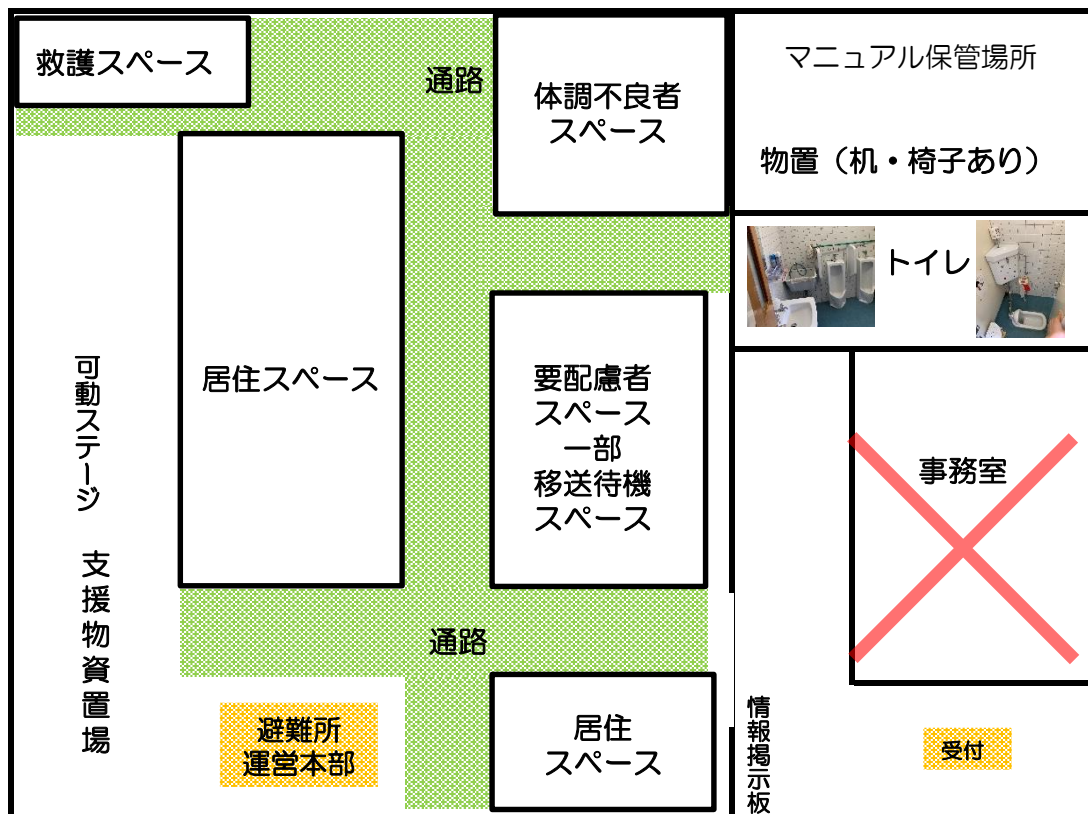 救護スペース
通路
体調不良者
スペース
マニュアル保管場所
物置（机・椅子あり）
トイレ
可動ステージ
支援物資置場
居住スペース
要配慮者
スペース
一部
移送待機
スペース
事務室
通路
避難所
運営本部
居住
スペース
情報掲示板
受付